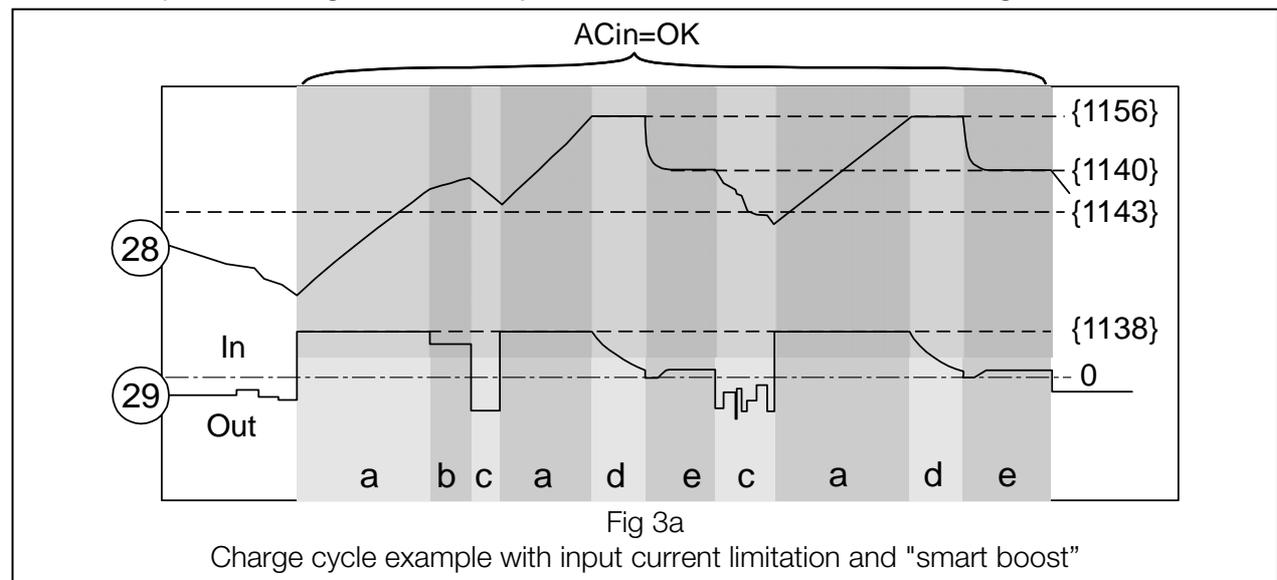 ACin=OK
{1156}
{1140}
{1143}
28
{1138}
In
0
29
Out
a b c a d e c a d e
Fig 3a
Charge cycle example with input current limitation and "smart boost”